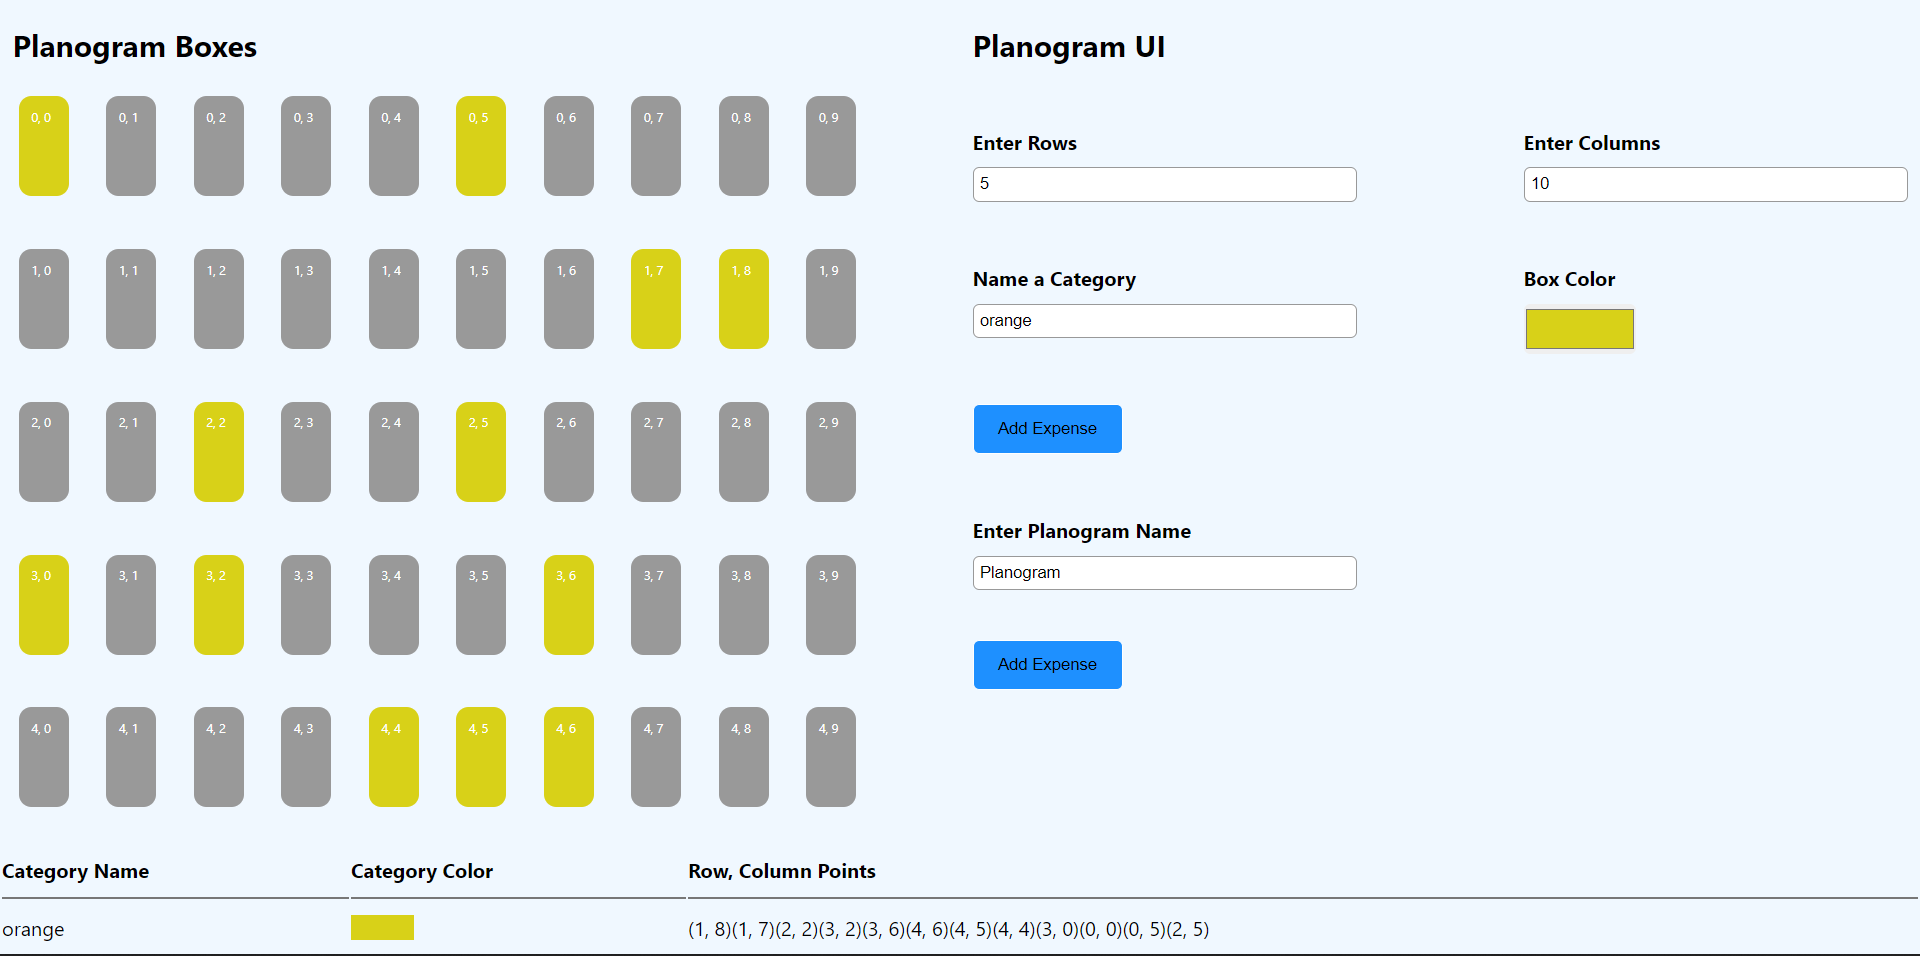 Planogram Boxes
0, 0 0, 1 0, 2 0, 3 0, 4 0, 5 0, 6 0, 7 0, 8 0, 9
1, 0 1, 1 1, 2 1, 3 1, 4 1, 5 1, 6 1, 7 1, 8 1, 9
2, 0 2, 1 2, 2 2, 3 2, 4 2, 5 2, 6 2, 7 2, 8 2, 9
3, 0 3, 1 3, 2 3, 3 3, 4 3, 5 3, 6 3, 7 3, 8 3, 9
4, 0 4, 1 4, 2 4, 3 4, 4 4, 5 4, 6 4, 7 4, 8 4, 9
Planogram UI
Enter Rows
5
Enter Columns
10
Name a Category
orange
Box Color
Add Expense
Enter Planogram Name
Planogram
Add Expense
Category Name Category Color Row, Column Points
orange (1, 8)(1, 7)(2, 2)(3, 2)(3, 6)(4, 6)(4, 5)(4, 4)(3, 0)(0, 0)(0, 5)(2, 5)